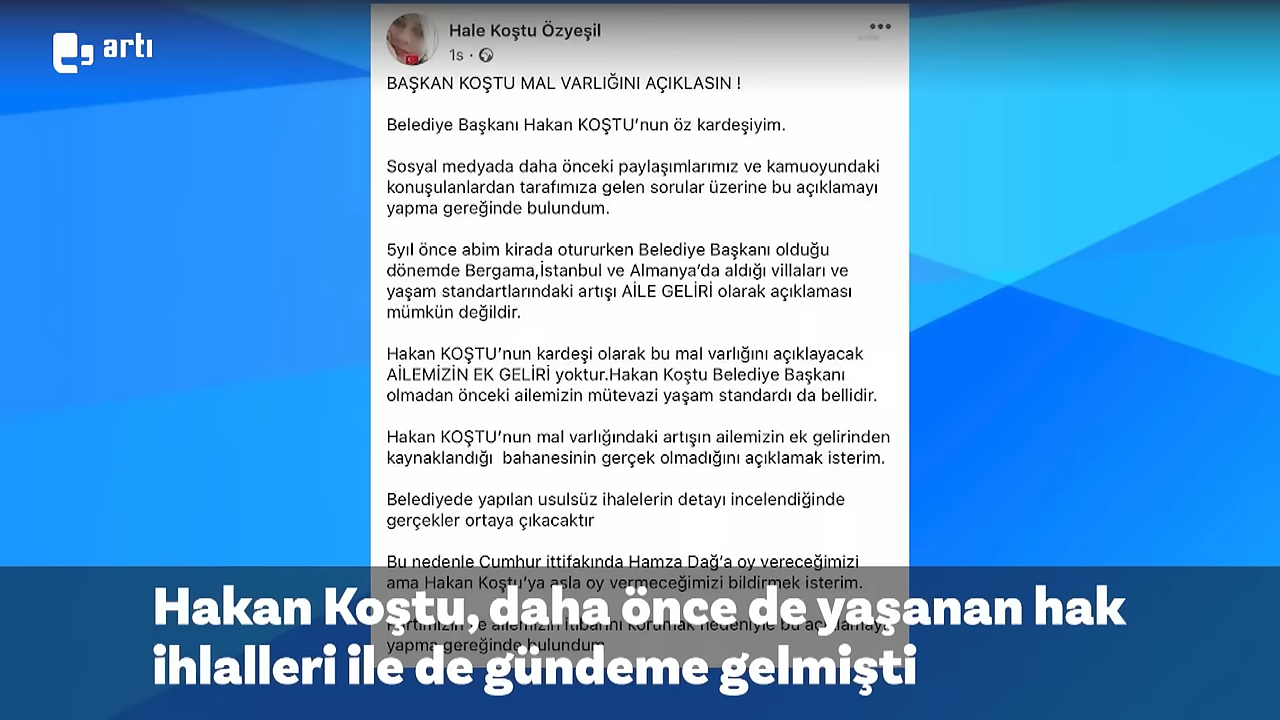 artı
Hale Koştu Özyeşil
1s ·
BAŞKAN KOŞTU MAL VARLIĞINI AÇIKLASIN !
Belediye Başkanı Hakan KOŞTU’nun öz kardeşiyim.
Sosyal medyada daha önceki paylaşımlarımız ve kamuoyundaki
konuşulanlardan tarafımıza gelen sorular üzerine bu açıklamayı
yapma gereğinde bulundum.
5yıl önce abim kirada otururken Belediye Başkanı olduğu
dönemde Bergama,İstanbul ve Almanya’da aldığı villaları ve
yaşam standartlarındaki artışı AİLE GELİRİ olarak açıklaması
mümkün değildir.
Hakan KOŞTU’nun kardeşi olarak bu mal varlığını açıklayacak
AİLEMİZİN EK GELİRİ yoktur.Hakan Koştu Belediye Başkanı
olmadan önceki ailemizin mütevazi yaşam standardı da bellidir.
Hakan KOŞTU’nun mal varlığındaki artışın ailemizin ek gelirinden
kaynaklandığı bahanesinin gerçek olmadığını açıklamak isterim.
Belediyede yapılan usulsüz ihalelerin detayı incelendiğinde
gerçekler ortaya çıkacaktır
Bu nedenle Cumhur ittifakında Hamza Dağ’a oy vereceğimizi
ama Hakan Koştu’ya asla oy vermeceğimizi bildirmek isterim.
ailemizin itibarını korumak nedeniyle bu açıklamayı
yapma gereğinde bulundum
Hakan Koştu, daha önce de yaşanan hak
ihlalleri ile de gündeme gelmişti